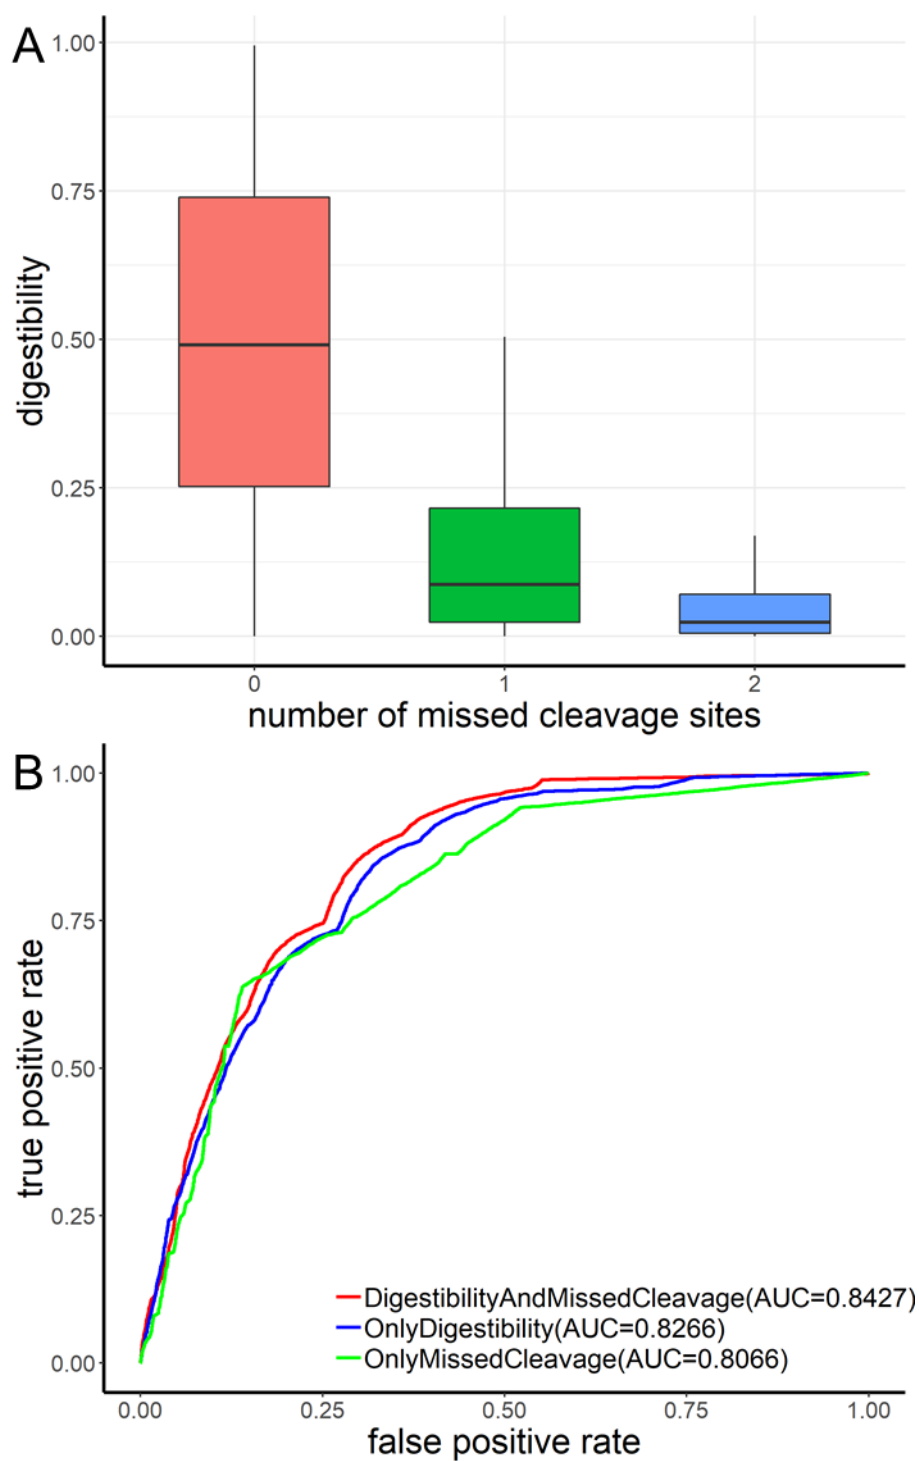 A
1.00
0.75
0.50
0.25
0.00
digestibility
0
1
2
number of missed cleavage sites
B
1.00
0.75
0.50
0.25
0.00
true positive rate
DigestibilityAndMissedCleavage(AUC=0.8427)
OnlyDigestibility(AUC=0.8266)
OnlyMissedCleavage(AUC=0.8066)
0.00
0.25
0.50
0.75
1.00
false positive rate